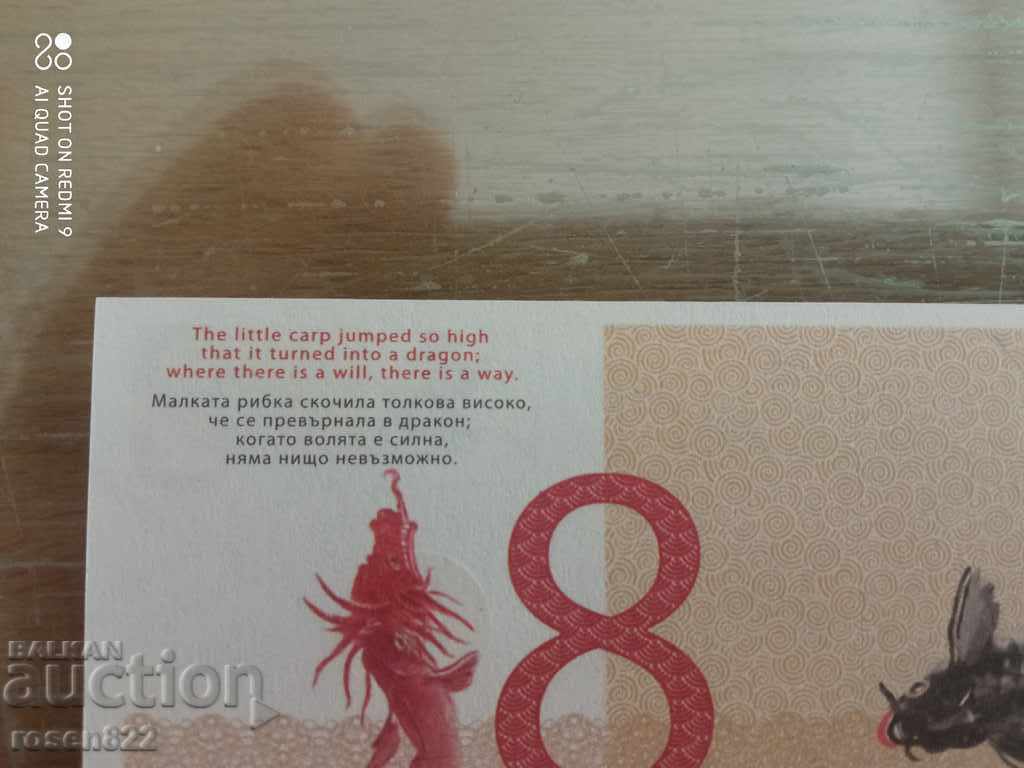 SHOT ON REDMI 9
AI QUAD CAMERA
The little carp jumped so high
that it turned into a dragon;
where there is a will, there is a way.
Малката рибка скочила толкова високо,
че се превърнала в дракон;
когато волята е силна,
няма нищо невъзможно.
8
BALKAN
auction
rosen822